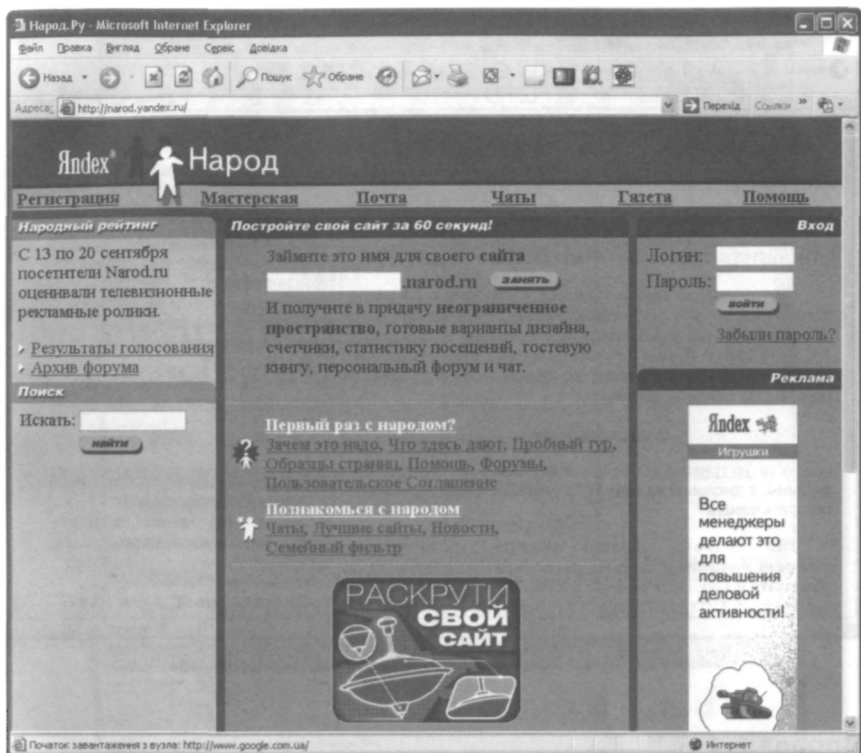 Народ.Ру - Microsoft Internet Explorer
Файл Правка Вигляд Обране Сервіс Довідка
Назад Пошук Обране
Адреса: http://narod.yandex.ru/ Перехід Ссылки »
Яndex® Народ
Регистрация Мастерская Почта Чаты Газета Помощь
Народный рейтинг
С 13 по 20 сентября
посетители Narod.ru
оценивали телевизионные
рекламные ролики.
Результаты голосования
Архив форума
Поиск
Искать:
найти
Постройте свой сайт за 60 секунд!
Займите это имя для своего сайта
.narod.ru занять
И получите в придачу неограниченное
пространство, готовые варианты дизайна,
счетчики, статистику посещений, гостевую
книгу, персональный форум и чат.
Первый раз с народом?
Зачем это надо, Что здесь дают, Пробный тур,
Образцы страниц, Помощь, Форумы,
Пользовательское Соглашение
Познакомься с народом
Чаты, Лучшие сайты, Новости,
Семейный фильтр
РАСКРУТИ
СВОЙ
САЙТ
Вход
Логин:
Пароль:
войти
Забыли пароль?
Реклама
Яndex
Игрушки
Все
менеджеры
делают это
для
повышения
деловой
активности!
Початок завантаження з вузла: http://www.google.com.ua/ Интернет